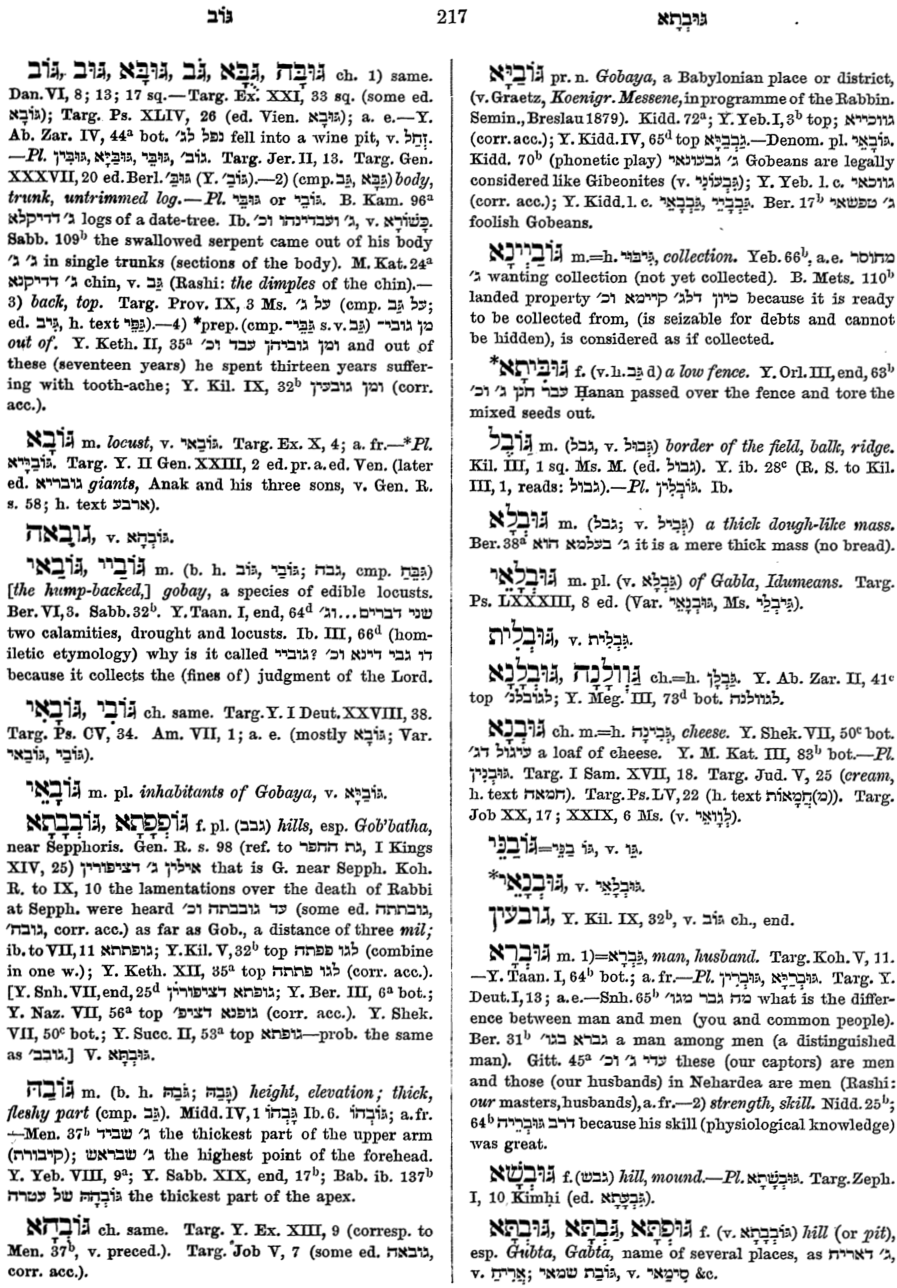 גּוֹב
217
גּוּבְתָא
גּוֹב, גּוּב, גּוּבָּא, גֹּב, גֻּבָּא, גּוּבָּה ch. 1) same.
Dan. VI, 8; 13; 17 sq.—Targ. Ex. XXI, 33 sq. (some ed.
גּוֹבָא); Targ. Ps. XLIV, 26 (ed. Vien. גּוּבָא); a. e.—Y.
Ab. Zar. IV, 44ᵃ bot. נפל לג׳ fell into a wine pit, v. זחל.
—Pl. גּוֹבֵי׳, גּוּבֵּי, גּוּבַּיָּא, גּוּבִּין. Targ. Jer. II, 13. Targ. Gen.
XXXVII, 20 ed. Berl. גּוּבַּי׳ (Y. גּוֹבֵי׳).—2) (cmp. גַּב, גַּבָּא) body,
trunk, untrimmed log.—Pl. גּוּבֵּי or גּוֹבֵי. B. Kam. 96ᵃ
ג׳ דדיקלא logs of a date-tree. Ib. ג׳ ועבדינהו וכ׳, v. כְּשׁוּרָא.
Sabb. 109ᵇ the swallowed serpent came out of his body
ג׳ ג׳ in single trunks (sections of the body). M. Kat. 24ᵃ
ג׳ דדיקנא chin, v. גַּב (Rashi: the dimples of the chin).—
3) back, top. Targ. Prov. IX, 3 Ms. על ג׳ (cmp. עַל גַּב;
ed. גֵּיב, h. text גַּפֵּי).—4) *prep. (cmp. גַּבֵּי־ s. v. גַּב) מן גובי־
out of. Y. Keth. II, 35ᵃ ומן גוביהן עבד וכ׳ and out of
these (seventeen years) he spent thirteen years suffer-
ing with tooth-ache; Y. Kil. IX, 32ᵇ ומן גובעין (corr.
acc.).
גּוֹבָא m. locust, v. גּוֹבַאי. Targ. Ex. X, 4; a. fr.—*Pl.
גּוֹבַיָּיא. Targ. Y. II Gen. XXIII, 2 ed. pr. a. ed. Ven. (later
ed. גובריא giants, Anak and his three sons, v. Gen. R.
s. 58; h. text ארבע).
גובאה, v. גּוֹבְהָא.
גּוֹבַאי, גּוֹבַיי m. (b. h. גּוֹב, גּוֹבַי; גבה, cmp. גִּבֵּחַ)
[the hump-backed,] gobay, a species of edible locusts.
Ber. VI, 3. Sabb. 32ᵇ. Y. Taan. I, end, 64ᵈ שני דברים...וג׳
two calamities, drought and locusts. Ib. III, 66ᵈ (hom-
iletic etymology) why is it called גוביי? דו גבי דינא וכ׳
because it collects the (fines of) judgment of the Lord.
גּוֹבָאי, גּוֹבַי ch. same. Targ. Y. I Deut. XXVIII, 38.
Targ. Ps. CV, 34. Am. VII, 1; a. e. (mostly גּוֹבָא; Var.
גּוֹבַי, גּוֹבַאי).
גּוֹבָאֵי m. pl. inhabitants of Gobaya, v. גּוֹבַיָּא.
גּוֹבְבָתָא, גּוֹפְפָתָא f. pl. (גבב) hills, esp. Gob'batha,
near Sepphoris. Gen. R. s. 98 (ref. to גת החפר, I Kings
XIV, 25) אילין ג׳ דציפורין that is G. near Sepph. Koh.
R. to IX, 10 the lamentations over the death of Rabbi
at Sepph. were heard עד גובבתה וכ׳ (some ed. גובתתה,
גובת׳, corr. acc.) as far as Gob., a distance of three mil;
ib. to VII, 11 גופתתא; Y. Kil. V, 32ᵇ top לגו פפתה (combine
in one w.); Y. Keth. XII, 35ᵃ top לגו פתתה (corr. acc.).
[Y. Snh. VII, end, 25ᵈ גופתא דציפורין; Y. Ber. III, 6ᵃ bot.;
Y. Naz. VII, 56ᵃ top גופנא דציפ׳ (corr. acc.). Y. Shek.
VII, 50ᶜ bot.; Y. Succ. II, 53ᵃ top גופתא—prob. the same
as גובב׳.] V. גּוּבְתָּא.
גּוֹבַהּ m. (b. h. גֹּבַהּ; גָּבַהּ) height, elevation; thick,
fleshy part (cmp. גַּב). Midd. IV, 1 גָּבְהוֹ Ib. 6. גּוֹבְהוֹ; a. fr.
—Men. 37ᵇ ג׳ שביד the thickest part of the upper arm
(קיבורת); ג׳ שבראש the highest point of the forehead.
Y. Yeb. VIII, 9ᵃ; Y. Sabb. XIX, end, 17ᵇ; Bab. ib. 137ᵇ
גּוֹבְהָהּ של עטרה the thickest part of the apex.
גּוֹבְהָא ch. same. Targ. Y. Ex. XIII, 9 (corresp. to
Men. 37ᵇ, v. preced.). Targ. Job V, 7 (some ed. גובאה,
corr. acc.).
גּוֹבַיָּא pr. n. Gobaya, a Babylonian place or district,
(v. Graetz, Koenigr. Messene, in programme of the Rabbin.
Semin., Breslau 1879). Kidd. 72ᵃ; Y. Yeb. I, 3ᵇ top; גווכייא
(corr. acc.); Y. Kidd. IV, 65ᵈ top גַּבְבַיָּא.—Denom. pl. גּוֹבָאֵי.
Kidd. 70ᵇ (phonetic play) ג׳ גבעונאי Gobeans are legally
considered like Gibeonites (v. גִּבְעוֹנִי); Y. Yeb. l. c. גווכאי
(corr. acc.); Y. Kidd. l. c. גַּבְבָיֵי, גַּבְבָאֵי. Ber. 17ᵇ ג׳ טפשאי
foolish Gobeans.
גּוֹבַיְינָא m.=h. גִּיבּוּי, collection. Yeb. 66ᵇ, a. e. מחוסר
ג׳ wanting collection (not yet collected). B. Mets. 110ᵇ
landed property כיון דלג׳ קיימא וכ׳ because it is ready
to be collected from, (is seizable for debts and cannot
be hidden), is considered as if collected.
*גּוֹבִיתָא f. (v. h. גַּב d) a low fence. Y. Orl. III, end, 63ᵇ
עבר חנן ג׳ וכ׳ Ḥanan passed over the fence and tore the
mixed seeds out.
גּוֹבָל m. (גבל, v. גְּבוּל) border of the field, balk, ridge.
Kil. III, 1 sq. Ms. M. (ed. גבול). Y. ib. 28ᶜ (R. S. to Kil.
III, 1, reads: גבול).—Pl. גּוֹבָלִין. Ib.
גּוּבְלָא m. (גבל; v. גְּבִיל) a thick dough-like mass.
Ber. 38ᵃ ג׳ בעלמא הוא it is a mere thick mass (no bread).
גּוּבְלָאֵי m. pl. (v. גַּבְלָא) of Gabla, Idumeans. Targ.
Ps. LXXXIII, 8 ed. (Var. גּוּבְנָאֵי, Ms. גִּיבְלֵי).
גּוּבְלִית, v. גִּבְלִית.
גּוּבְלָנָא, גַּוְולָנָה ch.=h. גַּבְלָן. Y. Ab. Zar. II, 41ᶜ
top לגובלנ׳; Y. Meg. III, 73ᵈ bot. לגוולנה.
גּוּבְנָא ch. m.=h. גְּבִינָה, cheese. Y. Shek. VII, 50ᶜ bot.
עיגול דג׳ a loaf of cheese. Y. M. Kat. III, 83ᵇ bot.—Pl.
גּוּבְנִין. Targ. I Sam. XVII, 18. Targ. Jud. V, 25 (cream,
h. text חמאה). Targ. Ps. LV, 22 (h. text (מ)חֲמָאוֹת). Targ.
Job XX, 17; XXIX, 6 Ms. (v. לֶוְואֵי).
גּוֹבַנֵּי=גּוֹ בַנֵּי, v. גּוֹ.
*גּוּבְנָאֵי, v. גּוּבְלָאֵי.
גובעין, Y. Kil. IX, 32ᵇ, v. גּוֹב ch., end.
גּוּבְרָא m. 1)=גַּבְרָא, man, husband. Targ. Koh. V, 11.
—Y. Taan. I, 64ᵇ bot.; a. fr.—Pl. גּוּבְרִין, גּוּבְרַיָּא. Targ. Y.
Deut. I, 13; a. e.—Snh. 65ᵇ מה גבר מגו׳ what is the differ-
ence between man and men (you and common people).
Ber. 31ᵇ גברא בגו׳ a man among men (a distinguished
man). Gitt. 45ᵃ עדי ג׳ וכ׳ these (our captors) are men
and those (our husbands) in Nehardea are men (Rashi:
our masters, husbands), a. fr.—2) strength, skill. Nidd. 25ᵇ;
64ᵇ דרב גּוּבְרֵיהּ because his skill (physiological knowledge)
was great.
גּוּבְשָׁא f. (גבש) hill, mound.—Pl. גּוּבְשָׁתָא. Targ. Zeph.
I, 10 Kimḥi (ed. גִּבְעָתָא).
גּוּבְתָּא, גֻּבְתָּא, גּוּפְתָּא f. (v. גּוֹבְבָתָא) hill (or pit),
esp. Gubta, Gabta, name of several places, as ג׳ דאריח,
v. אֲרִיחַ; גּוֹבַת שמאי, v. סִימָאי &c.